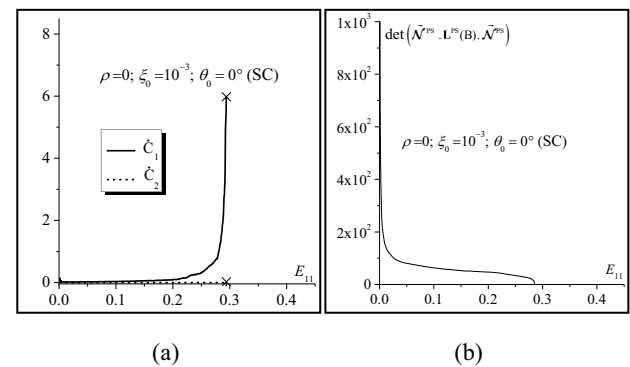 8
6
4
2
0
0.0 0.1 0.2 0.3 0.4
ρ=0; ξ₀=10⁻³; θ₀=0° (SC)
Ċ₁
Ċ₂
E₁₁
(a)
1x10³
8x10²
6x10²
4x10²
2x10²
0
0.0 0.1 0.2 0.3 0.4
det(𝒩⃗ᴾˢ.𝐋ᴾˢ(B).𝒩⃗ᴾˢ)
ρ=0; ξ₀=10⁻³; θ₀=0° (SC)
E₁₁
(b)